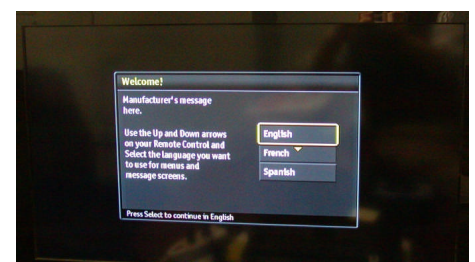 Welcome!
Manufacturer's message
here.
Use the Up and Down arrows
on your Remote Control and
Select the language you want
to use for menus and
message screens.
English
French
Spanish
Press Select to continue in English